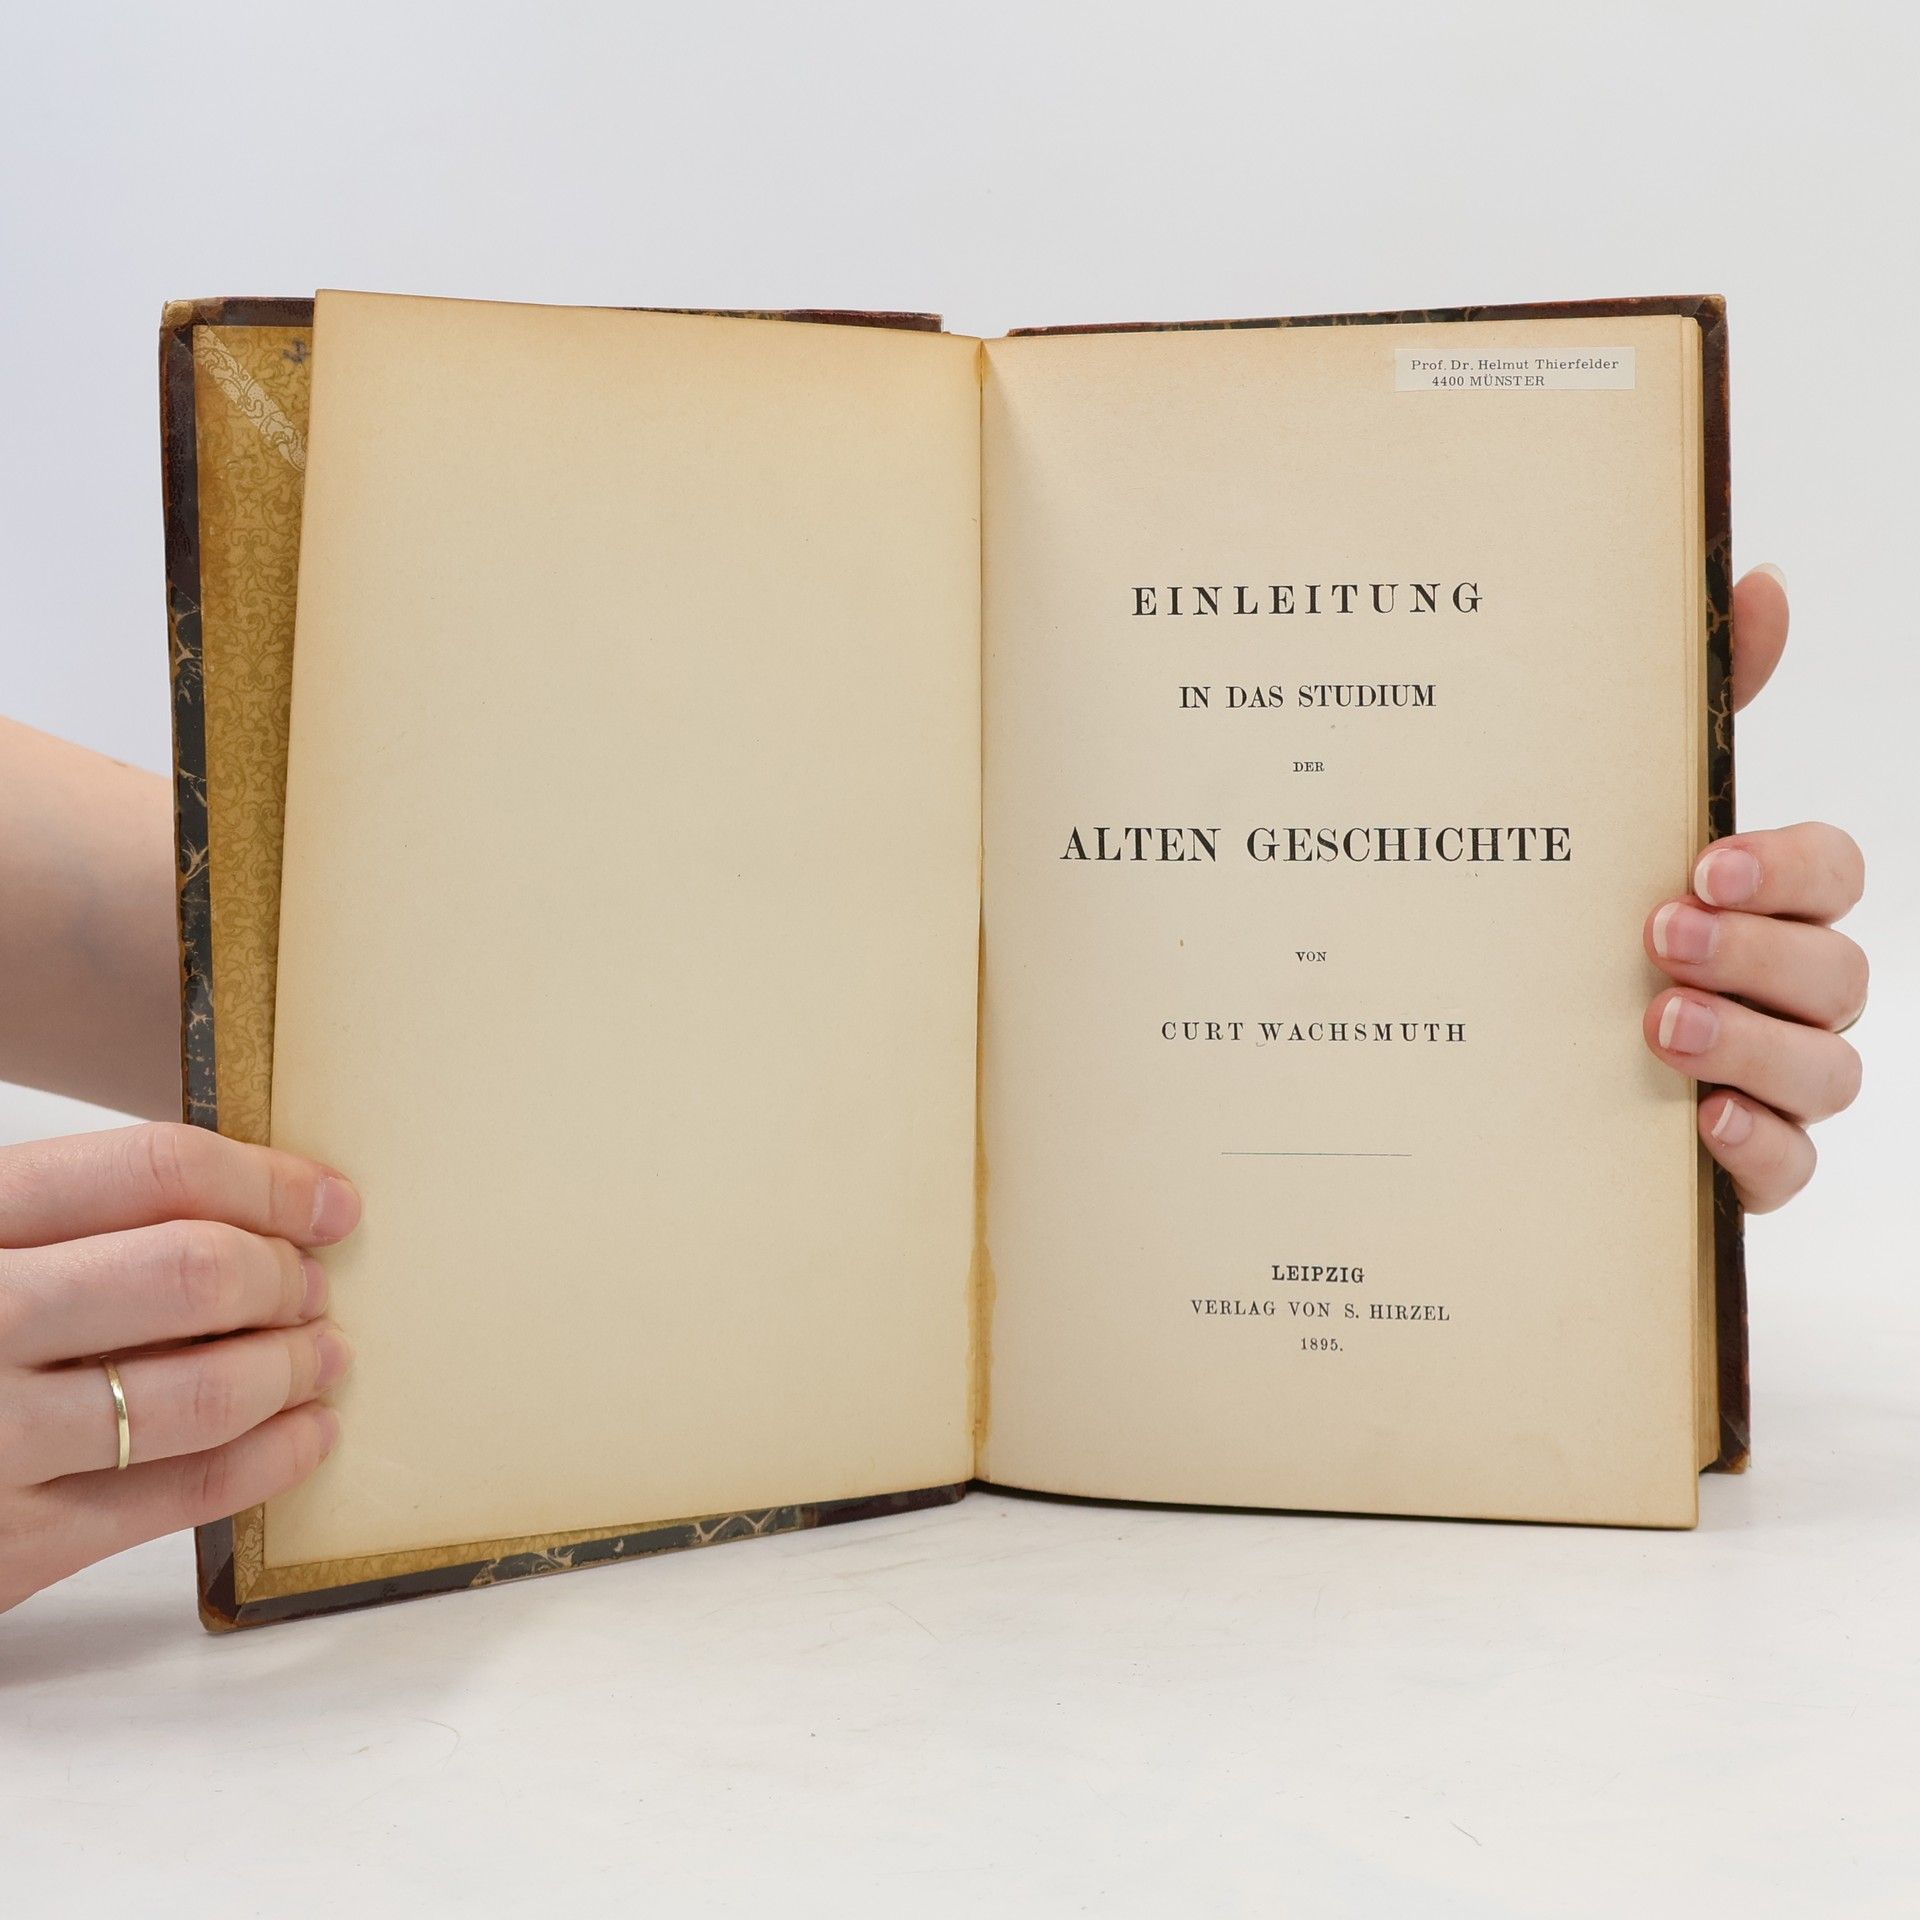 Prof. Dr. Helmut Thierfelder
4400 MÜNSTER
EINLEITUNG
IN DAS STUDIUM
DER
ALTEN GESCHICHTE
VON
CURT WACHSMUTH
LEIPZIG
VERLAG VON S. HIRZEL
1895.